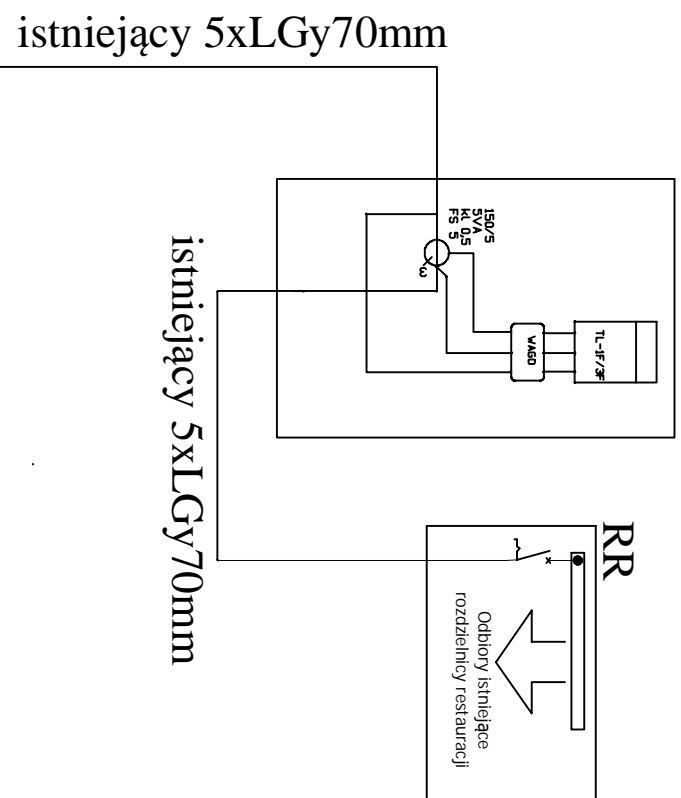 istniejący 5xLGy70mm
150/5
5VA
kl 0,5
FS 5
3
WAGO
TL-1F/3F
istniejący 5xLGy70mm
RR
Odbiory istniejące
rozdzielnicy restauracji